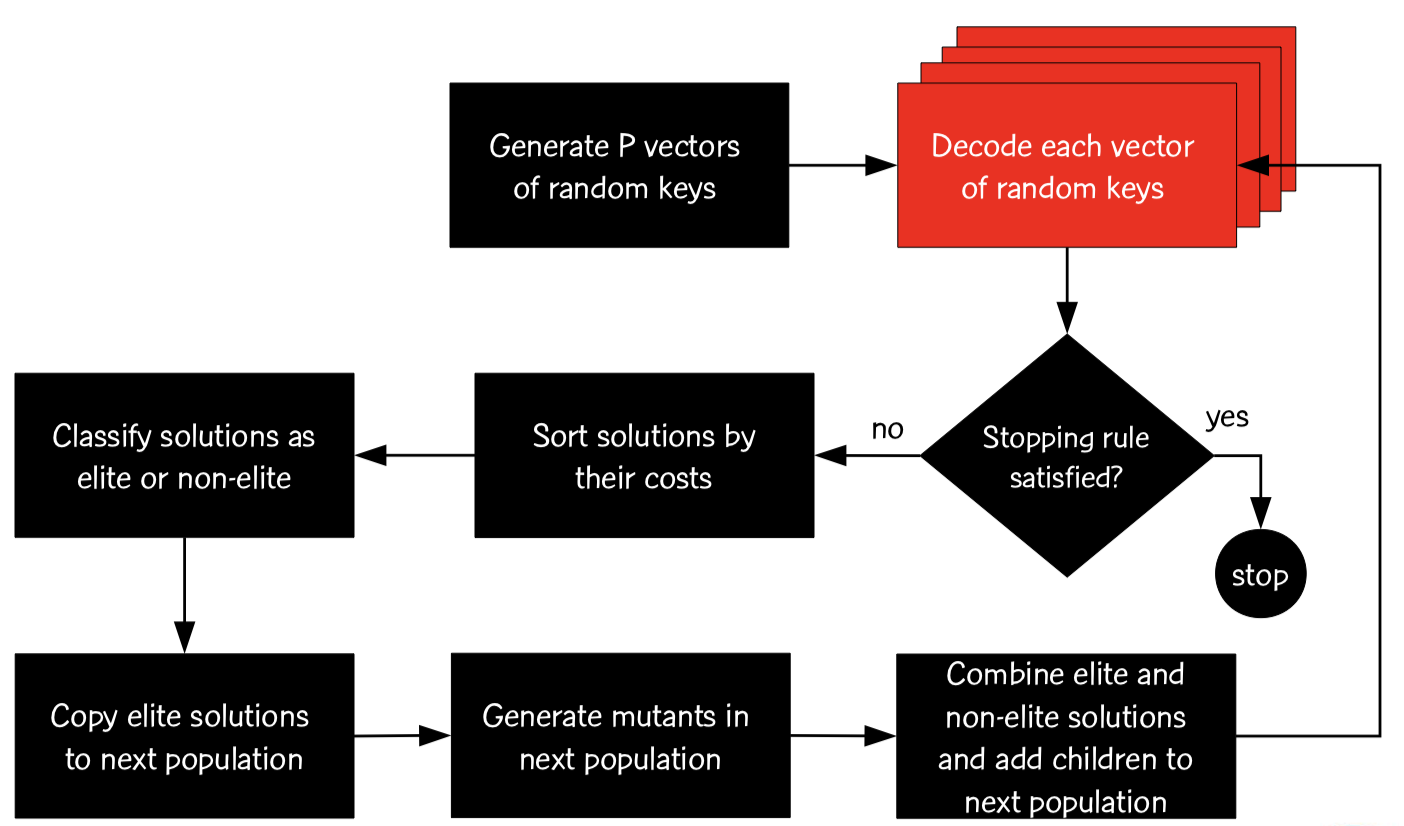 Generate P vectors
of random keys
Decode each vector
of random keys
Stopping rule
satisfied?
yes
stop
no
Sort solutions by
their costs
Classify solutions as
elite or non-elite
Copy elite solutions
to next population
Generate mutants in
next population
Combine elite and
non-elite solutions
and add children to
next population